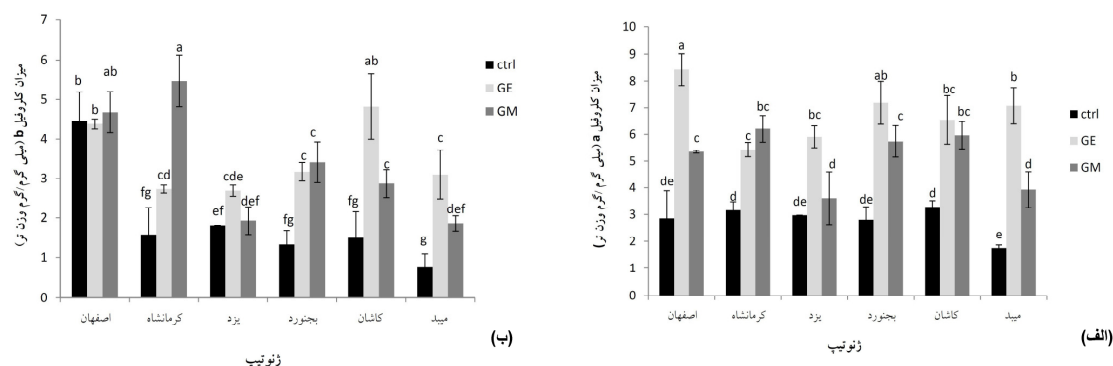 میزان کلروفیل b (میلی گرم/گرم وزن تر)
7
6
5
4
3
2
1
0
b b ab
fg cd a
ef cde def
fg c c
fg ab c
g c def
ctrl
GE
GM
اصفهان کرمانشاه یزد بجنورد کاشان میبد
ژنوتیپ
(ب)
میزان کلروفیل a (میلی گرم /گرم وزن تر)
10
9
8
7
6
5
4
3
2
1
0
de a c
d c bc
de b d
de ab c
d bc bc
e b d
ctrl
GE
GM
اصفهان کرمانشاه یزد بجنورد کاشان میبد
ژنوتیپ
(الف)